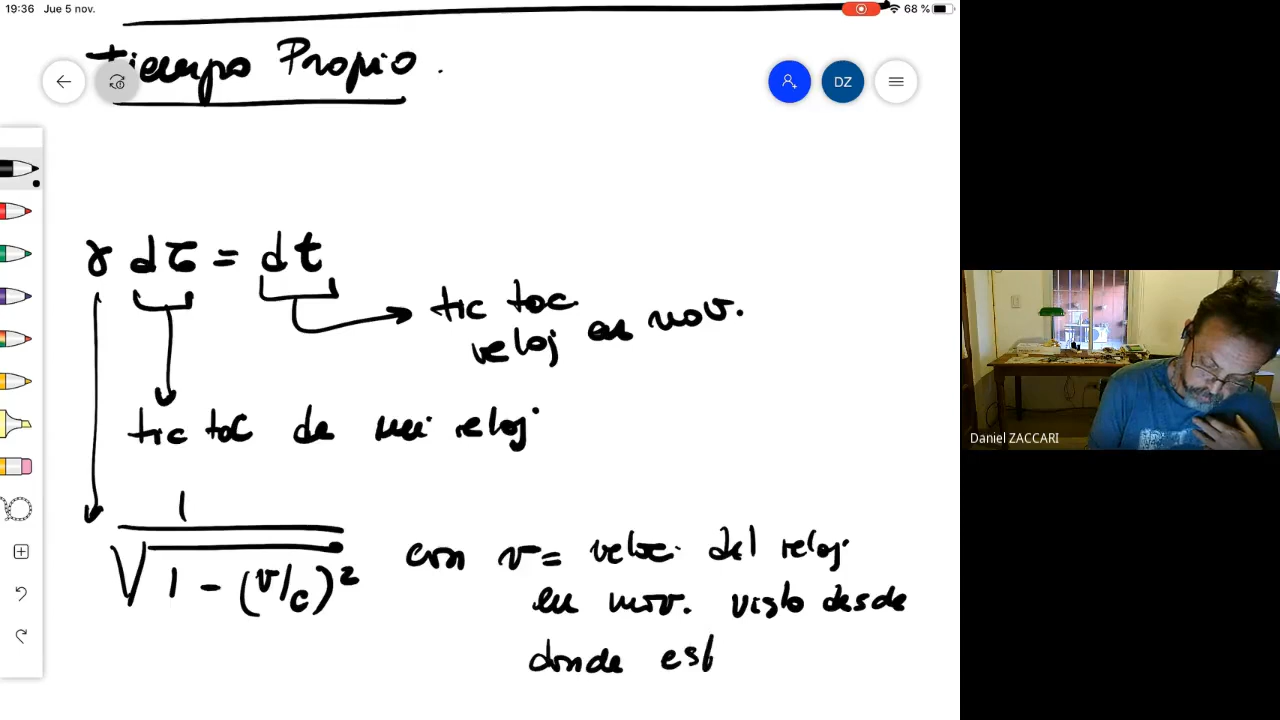 19:36 Jue 5 nov.
68 %
Tiempo Propio.
DZ
γ dτ = dt
tic toc
reloj en mov.
tic toc de mi reloj
1
√1 - (v/c)²
con v = veloc. del reloj
en mov. visto desde
donde est
Daniel ZACCARI